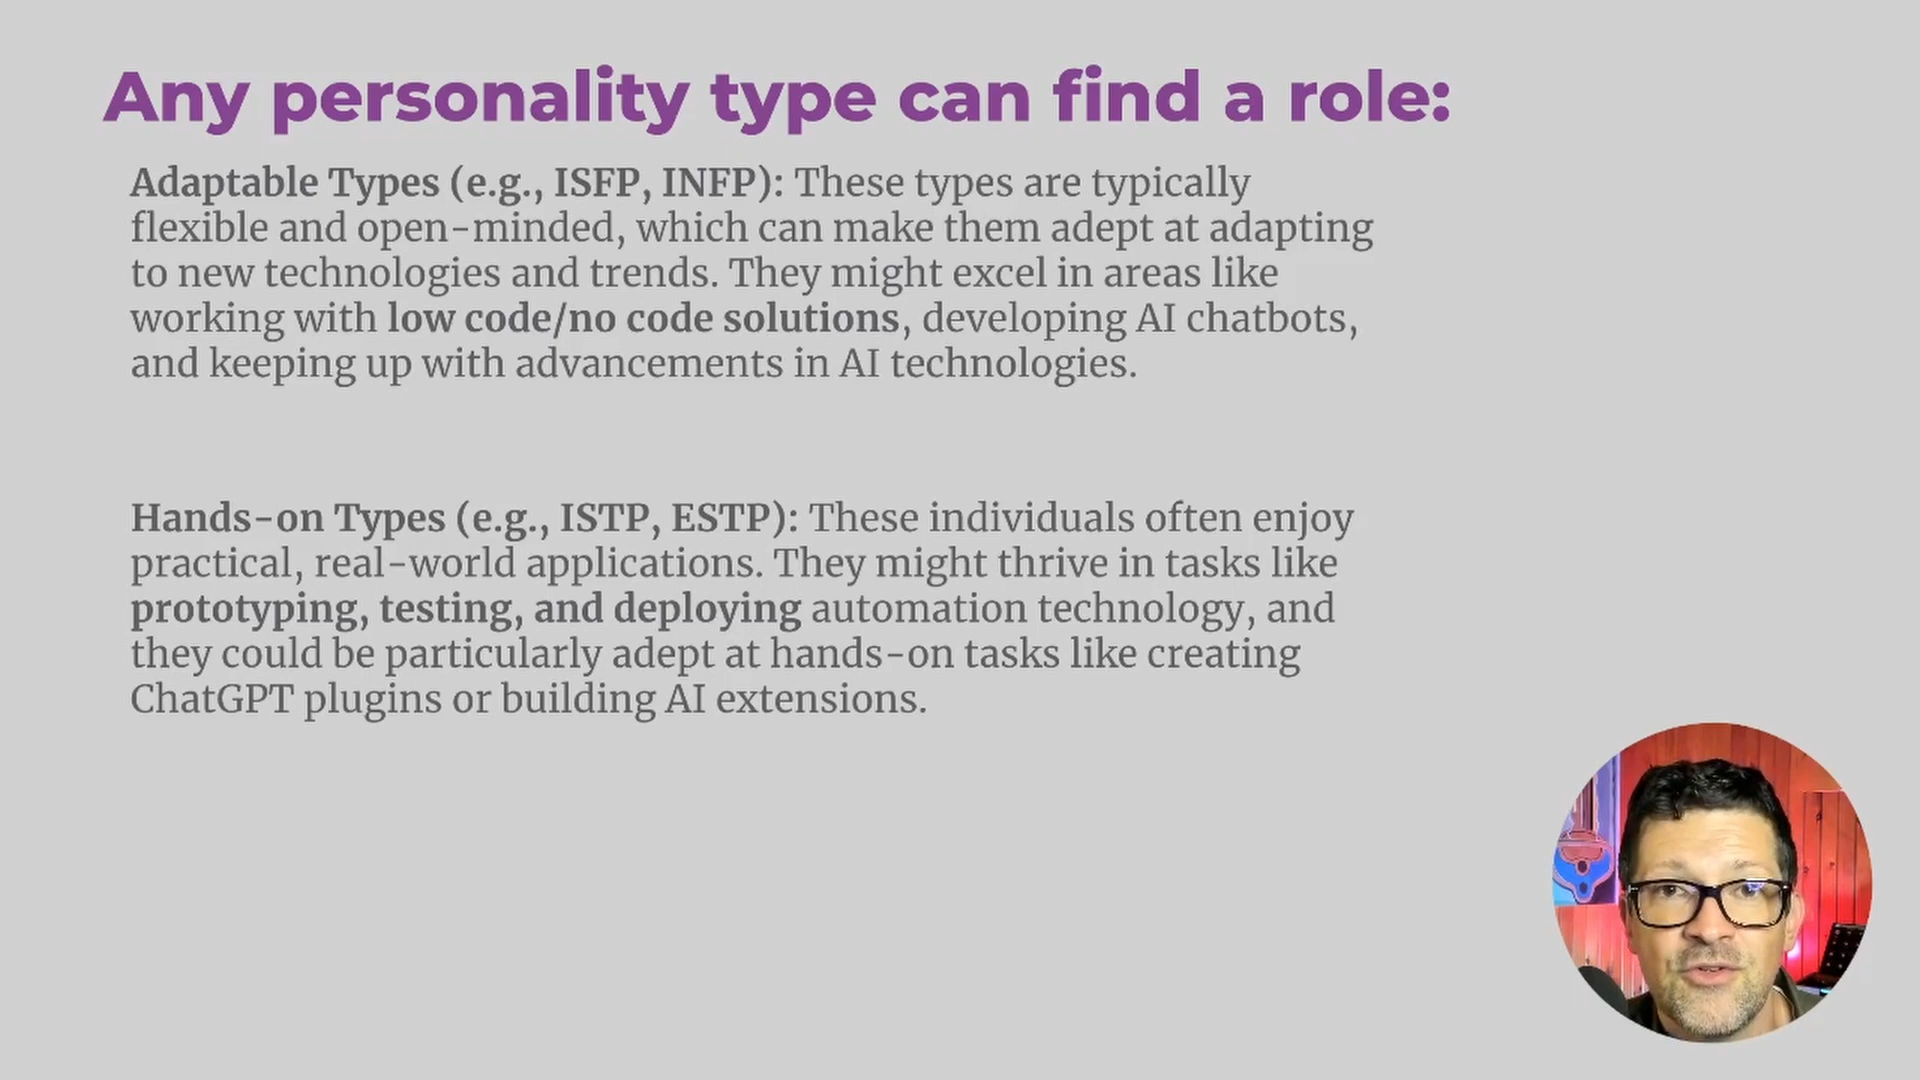 Any personality type can find a role:
Adaptable Types (e.g., ISFP, INFP): These types are typically
flexible and open-minded, which can make them adept at adapting
to new technologies and trends. They might excel in areas like
working with low code/no code solutions, developing AI chatbots,
and keeping up with advancements in AI technologies.
Hands-on Types (e.g., ISTP, ESTP): These individuals often enjoy
practical, real-world applications. They might thrive in tasks like
prototyping, testing, and deploying automation technology, and
they could be particularly adept at hands-on tasks like creating
ChatGPT plugins or building AI extensions.